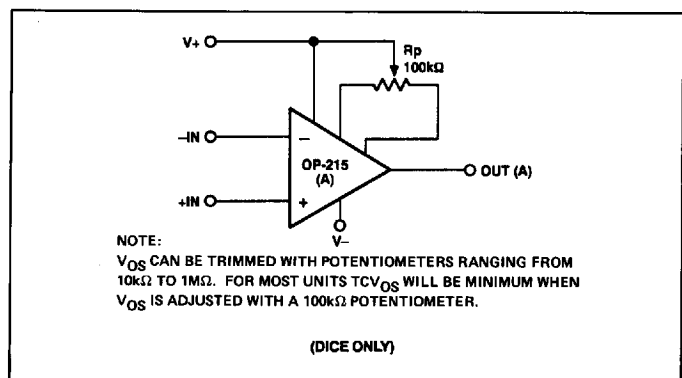 V+
Rp
100kΩ
–IN
–
OP-215
(A)
OUT (A)
+IN
+
V–
NOTE:
VOS CAN BE TRIMMED WITH POTENTIOMETERS RANGING FROM
10kΩ TO 1MΩ. FOR MOST UNITS TCVOS WILL BE MINIMUM WHEN
VOS IS ADJUSTED WITH A 100kΩ POTENTIOMETER.
(DICE ONLY)